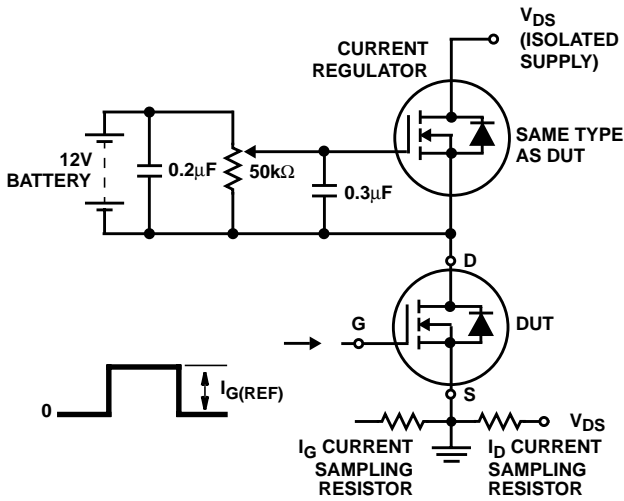 V_DS
(ISOLATED
SUPPLY)
CURRENT
REGULATOR
SAME TYPE
AS DUT
12V
BATTERY
0.2µF
50kΩ
0.3µF
D
DUT
G
I_G(REF)
0
S
V_DS
I_G CURRENT
SAMPLING
RESISTOR
I_D CURRENT
SAMPLING
RESISTOR